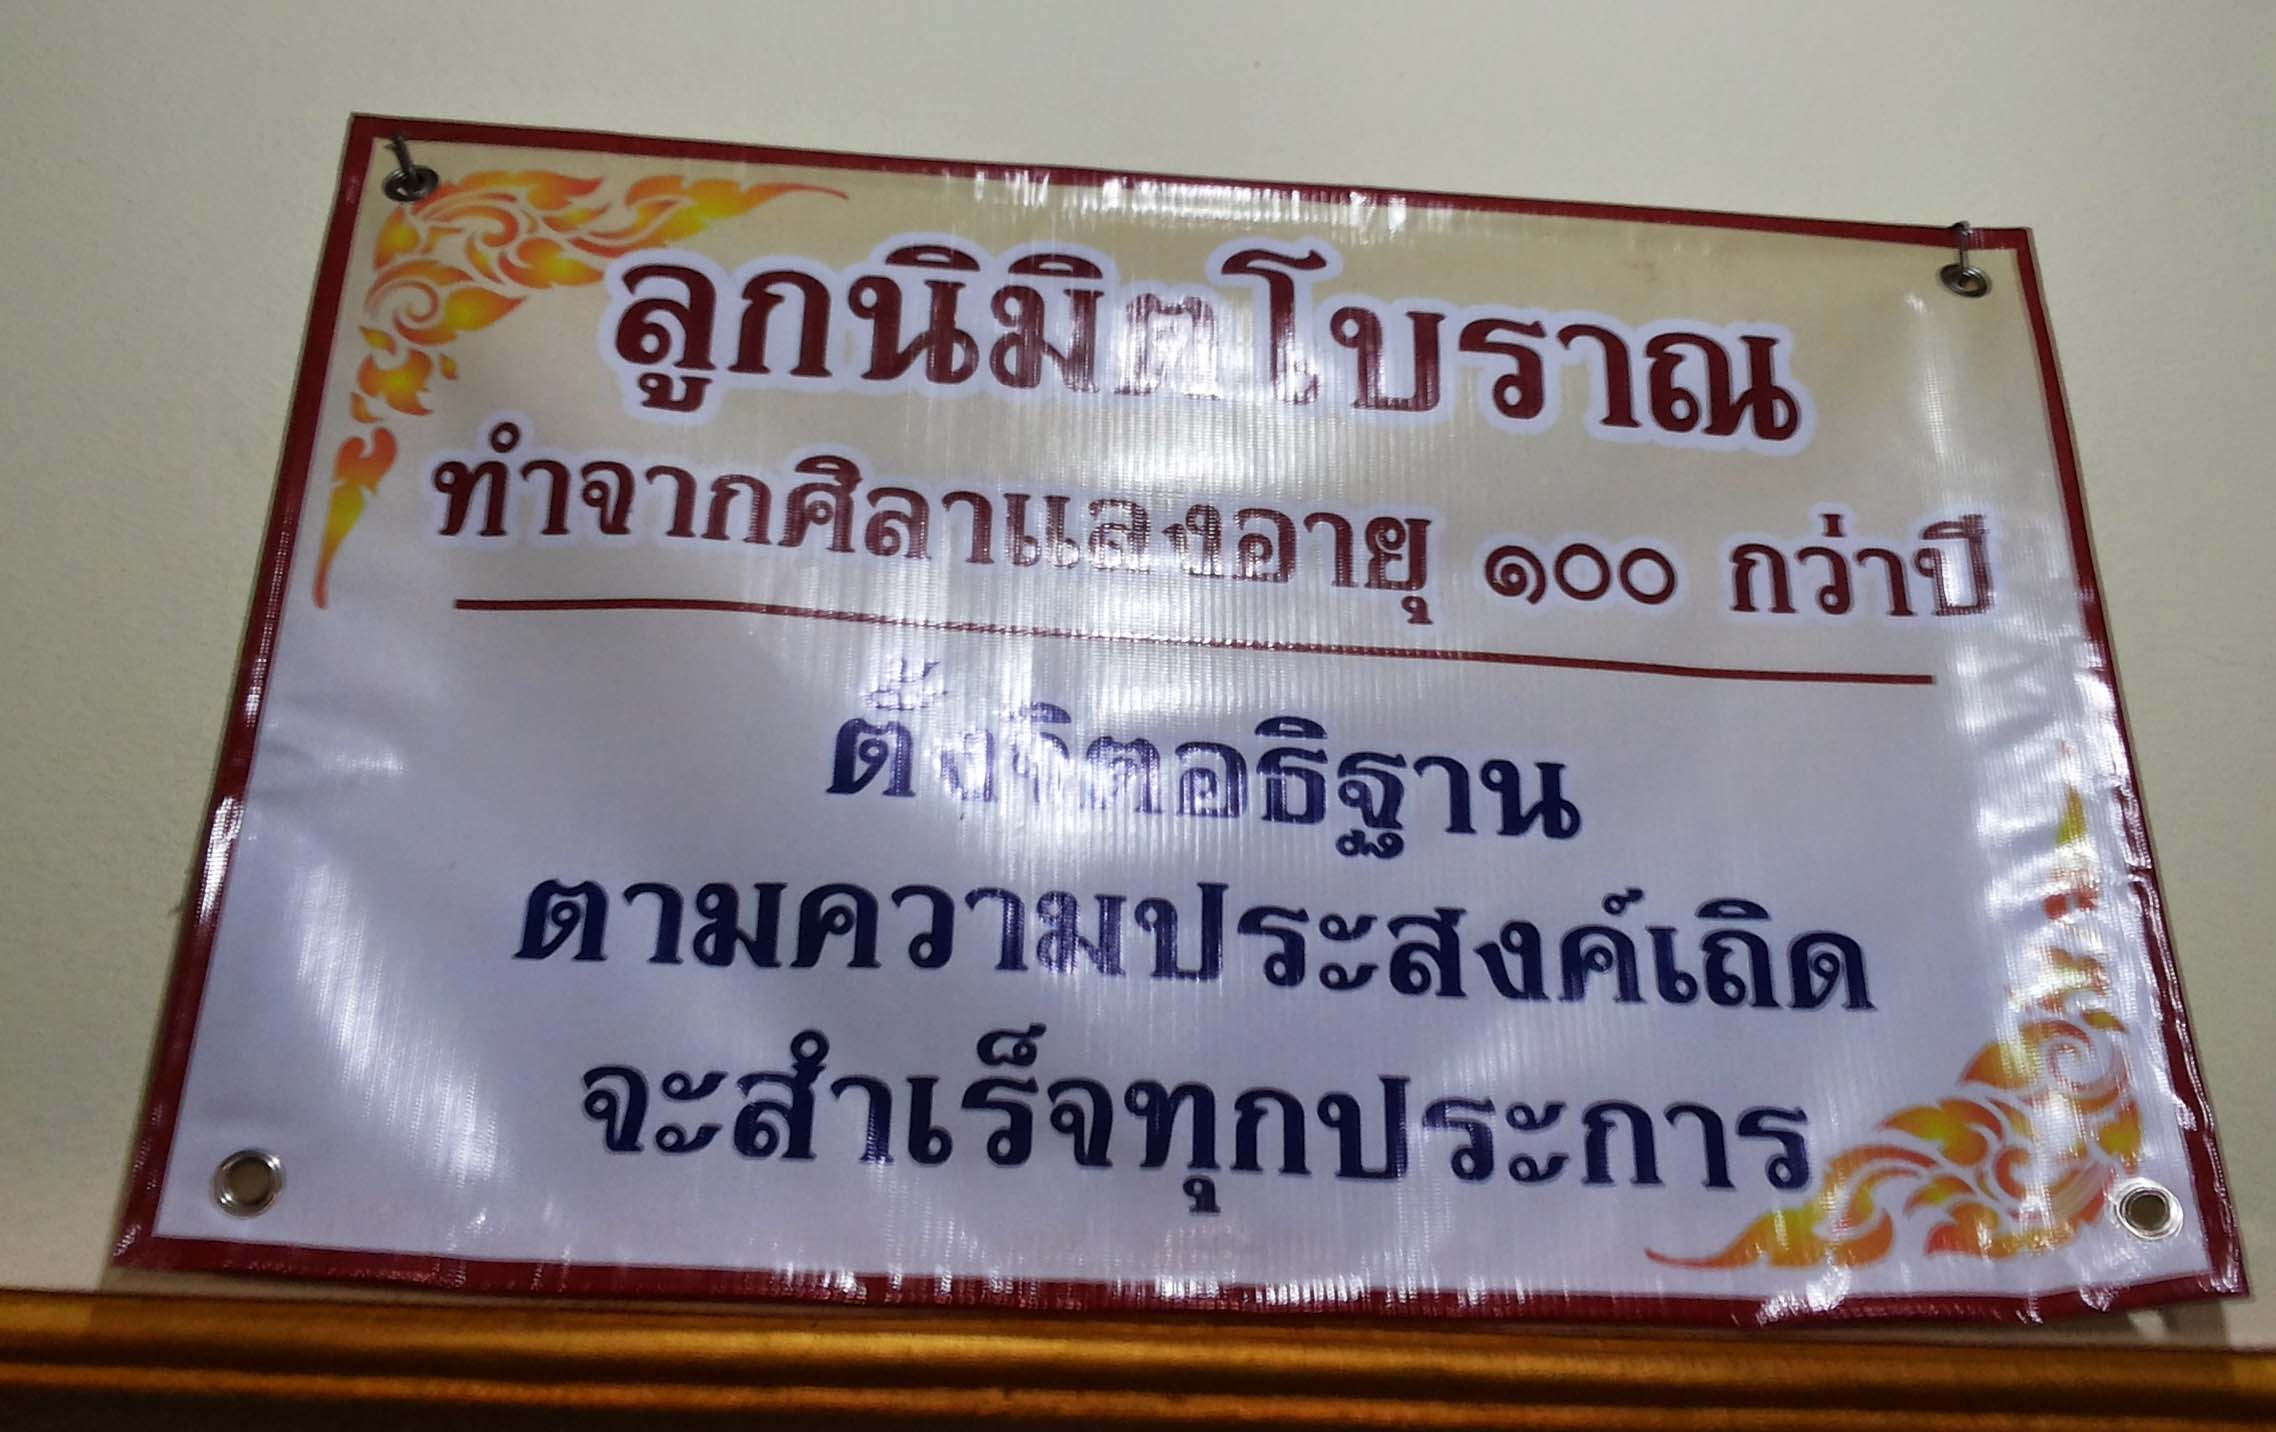 ลูกนิมิตโบราณ
ทำจากศิลาแลงอายุ ๑๐๐ กว่าปี
ตั้งจิตอธิฐาน
ตามความประสงค์เถิด
จะสำเร็จทุกประการ